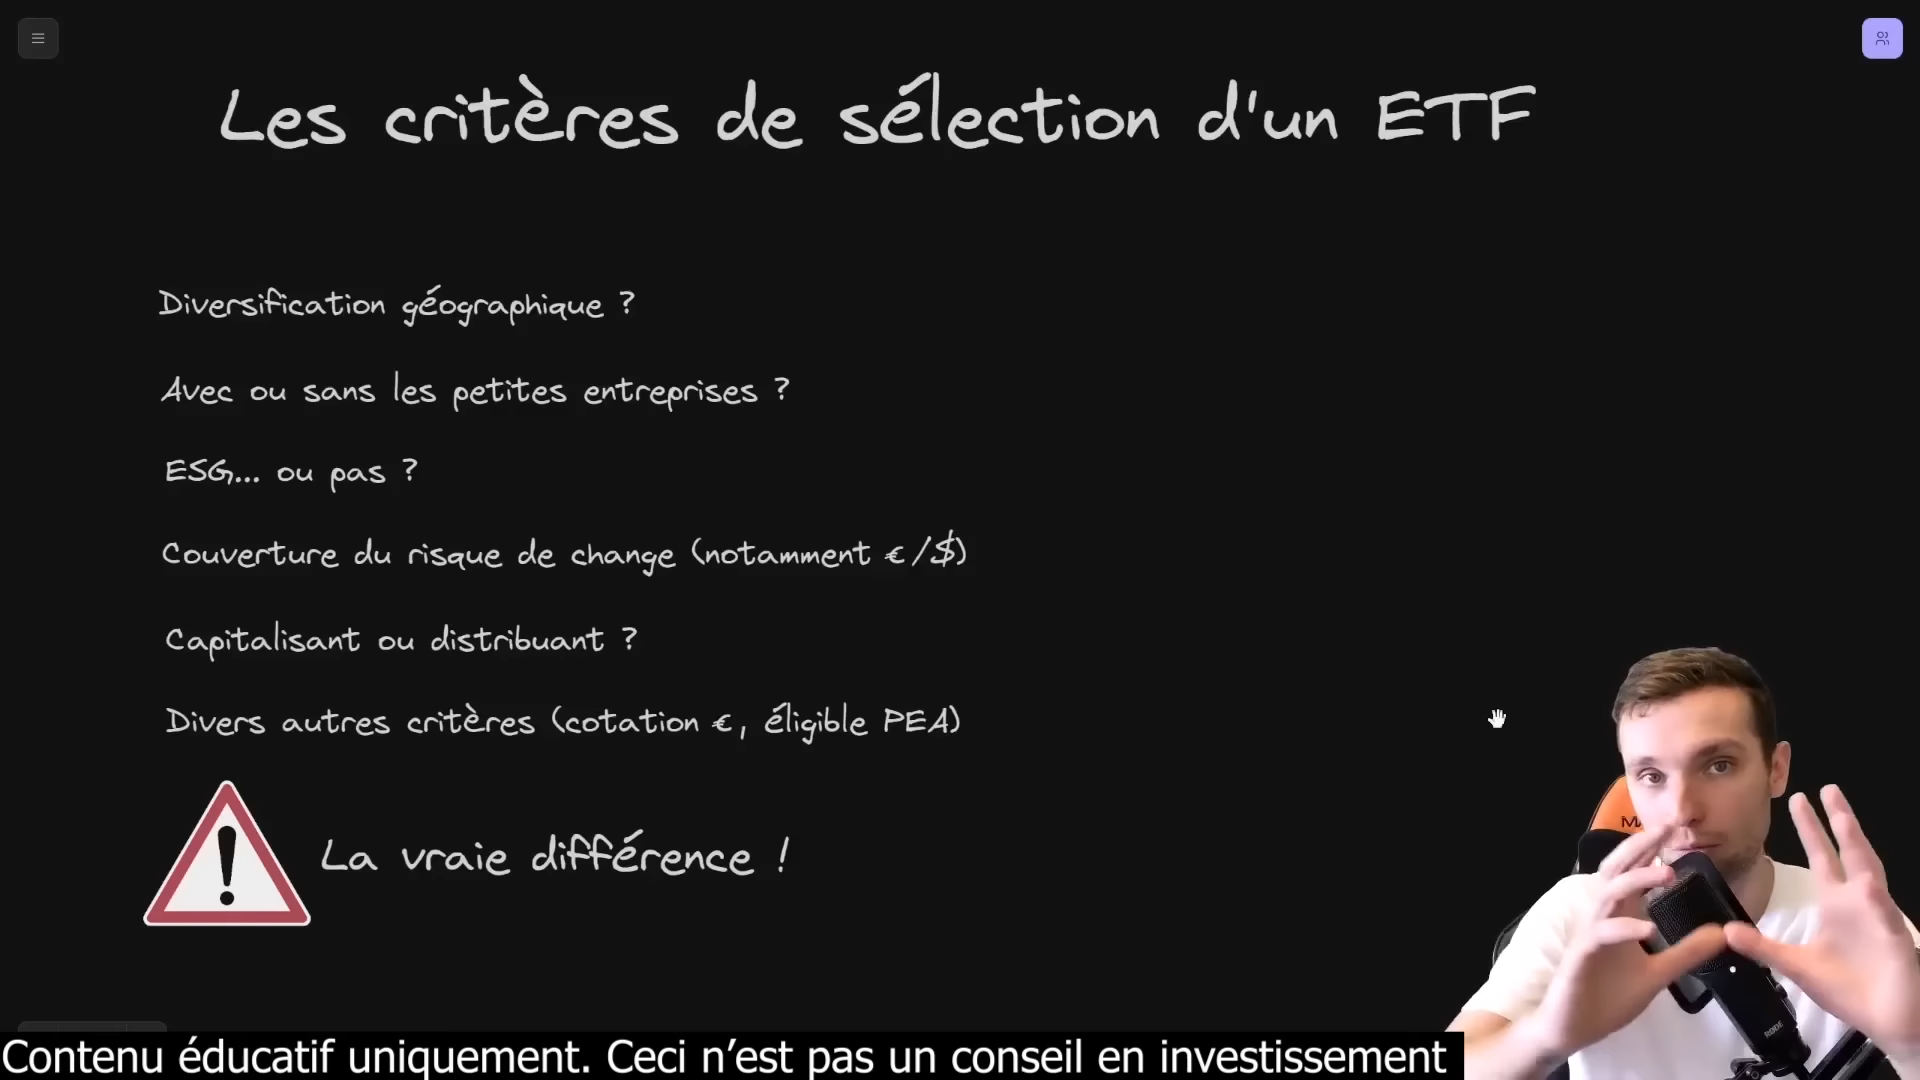 Les critères de sélection d'un ETF
Diversification géographique ?
Avec ou sans les petites entreprises ?
ESG... ou pas ?
Couverture du risque de change (notamment €/$)
Capitalisant ou distribuant ?
Divers autres critères (cotation €, éligible PEA)
La vraie différence !
RØDE
Contenu éducatif uniquement. Ceci n’est pas un conseil en investissement